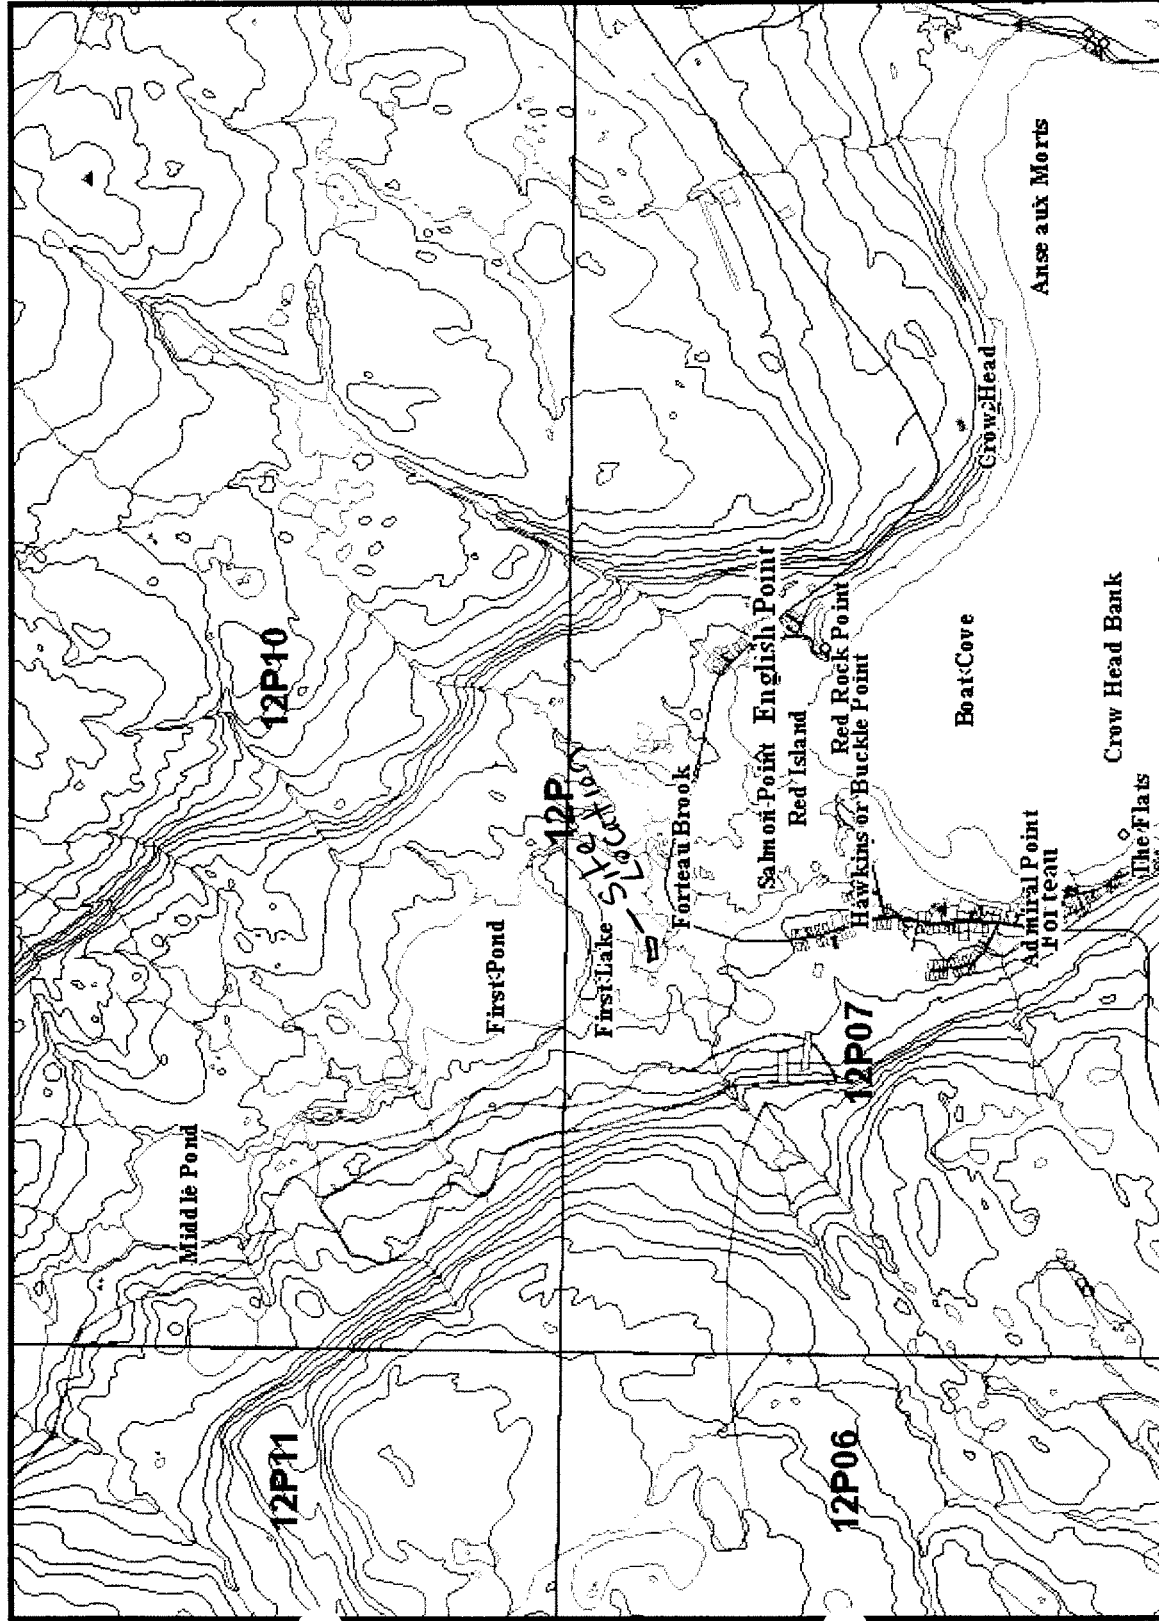 12P10
12P11
Middle Pond
First Pond
12P
Site
Location
First Lake
Forteau Brook
Salmon Point
English Point
Red Island
Red Rock Point
Hawkins or Buckle Point
12P07
12P06
Boat Cove
Crow Head
Anse aux Morts
Admiral Point
Forteau
Crow Head Bank
The Flats